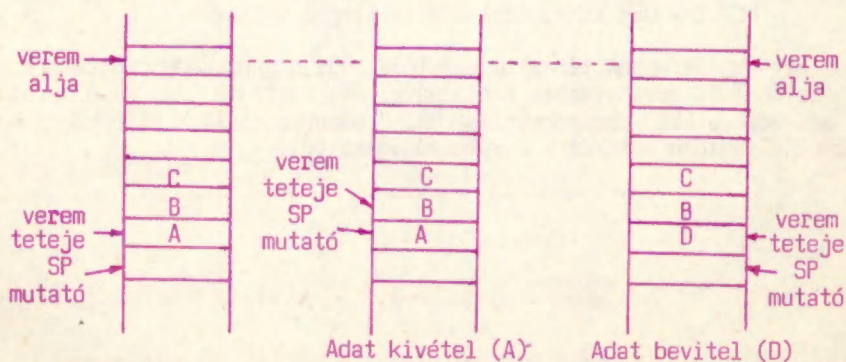 verem
alja
C
B
A
verem
teteje
SP
mutató
verem
teteje
SP
mutató
C
B
A
Adat kivétel (A)
verem
alja
C
B
D
verem
teteje
SP
mutató
Adat bevitel (D)